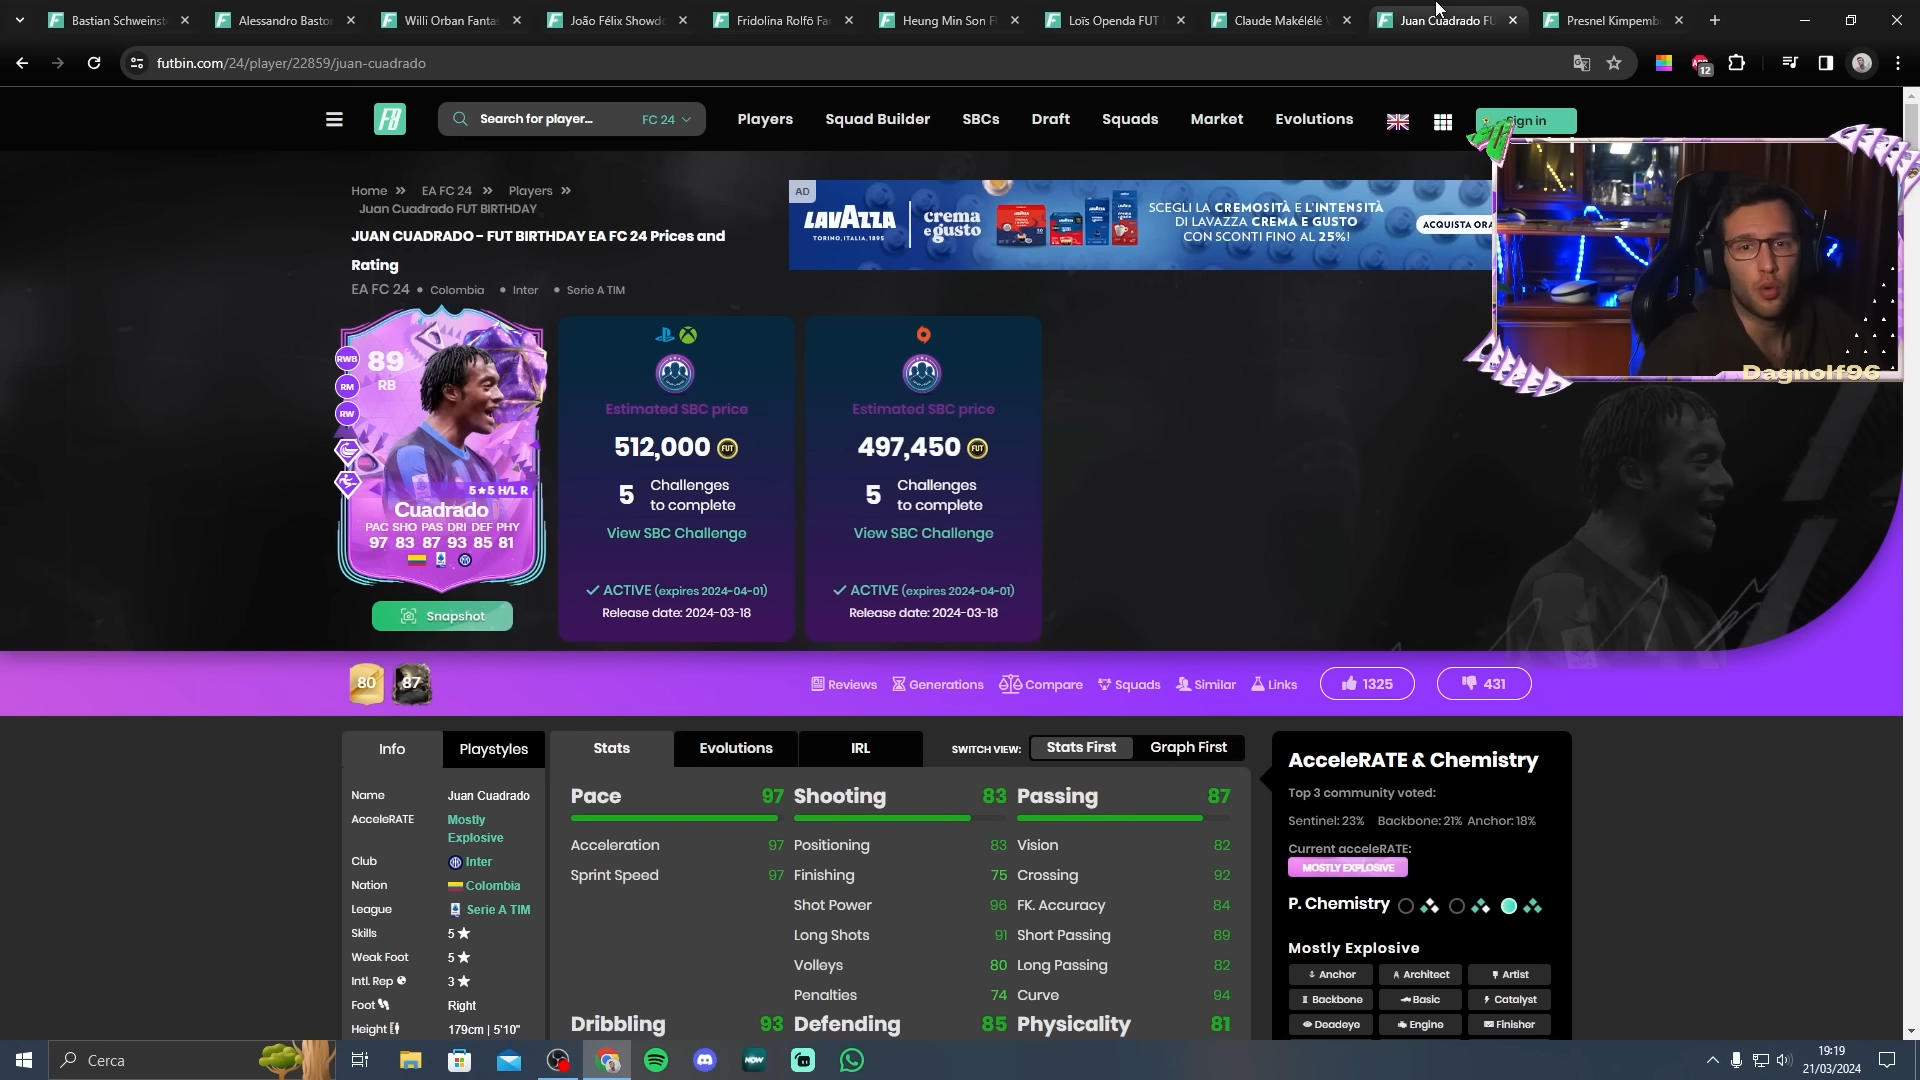 Bastian Schweinst
Alessandro Bastor
Willi Orban Fantas
João Félix Showdo
Fridolina Rolfö Fa
Heung Min Son F
Loïs Openda FUT
Claude Makélélé
Juan Cuadrado FU
Presnel Kimpemb
futbin.com/24/player/22859/juan-cuadrado
12
Search for player...
FC 24
Players
Squad Builder
SBCs
Draft
Squads
Market
Evolutions
Sign in
Home » EA FC 24 » Players »
Juan Cuadrado FUT BIRTHDAY
JUAN CUADRADO - FUT BIRTHDAY EA FC 24 Prices and
Rating
EA FC 24 • Colombia • Inter • Serie A TIM
AD
LAVAZZA
TORINO, ITALIA, 1895
crema
e gusto
SCEGLI LA CREMOSITÀ E L'INTENSITÀ
DI LAVAZZA CREMA E GUSTO
CON SCONTI FINO AL 25%!
ACQUISTA ORA
Dagnolf96
RWB
RM
RW
89
RB
5★5 H/L R
Cuadrado
PAC SHO PAS DRI DEF PHY
97 83 87 93 85 81
Snapshot
Estimated SBC price
512,000
5 Challenges
to complete
View SBC Challenge
ACTIVE (expires 2024-04-01)
Release date: 2024-03-18
Estimated SBC price
497,450
5 Challenges
to complete
View SBC Challenge
ACTIVE (expires 2024-04-01)
Release date: 2024-03-18
80
87
Reviews
Generations
Compare
Squads
Similar
Links
1325
431
Info
Playstyles
Name Juan Cuadrado
AcceleRATE Mostly
Explosive
Club Inter
Nation Colombia
League Serie A TIM
Skills 5★
Weak Foot 5★
Intl. Rep 3★
Foot Right
Height 179cm | 5'10"
Stats
Evolutions
IRL
SWITCH VIEW:
Stats First
Graph First
Pace 97
Acceleration 97
Sprint Speed 97
Shooting 83
Positioning 83
Finishing 75
Shot Power 96
Long Shots 91
Volleys 80
Penalties 74
Passing 87
Vision 82
Crossing 92
FK. Accuracy 84
Short Passing 89
Long Passing 82
Curve 94
Dribbling 93
Defending 85
Physicality 81
AcceleRATE & Chemistry
Top 3 community voted:
Sentinel: 23% Backbone: 21% Anchor: 18%
Current acceleRATE:
MOSTLY EXPLOSIVE
P. Chemistry
Mostly Explosive
Anchor
Architect
Artist
Backbone
Basic
Catalyst
Deadeye
Engine
Finisher
Cerca
NOW
19:19
21/03/2024